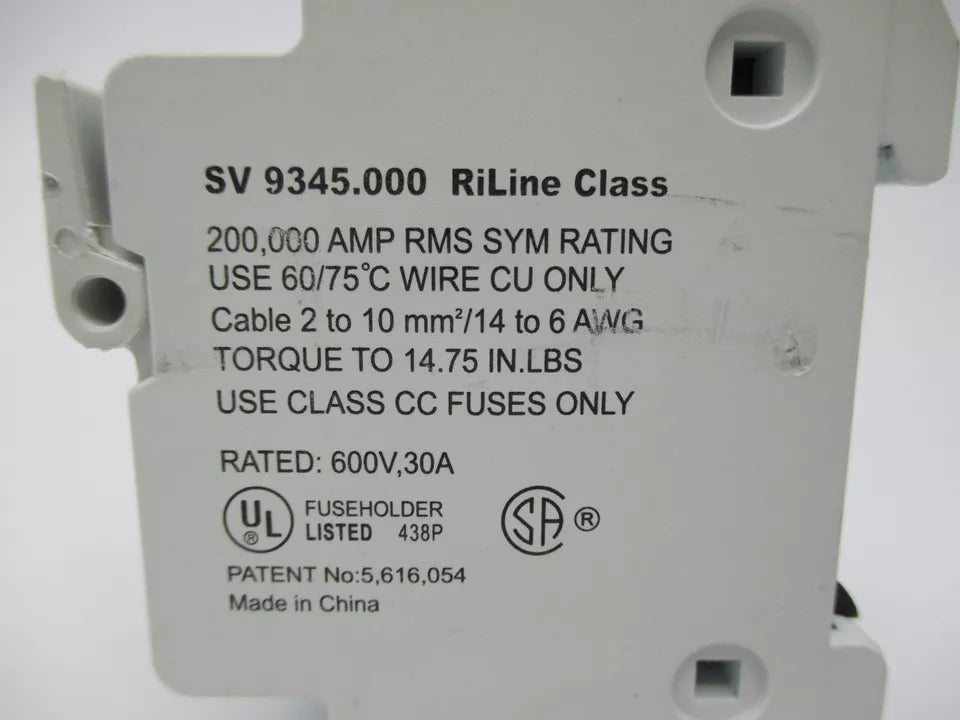 SV 9345.000 RiLine Class
200,000 AMP RMS SYM RATING
USE 60/75°C WIRE CU ONLY
Cable 2 to 10 mm²/14 to 6 AWG
TORQUE TO 14.75 IN.LBS
USE CLASS CC FUSES ONLY
RATED: 600V,30A
UL® FUSEHOLDER
LISTED 438P
SA ®
PATENT No:5,616,054
Made in China